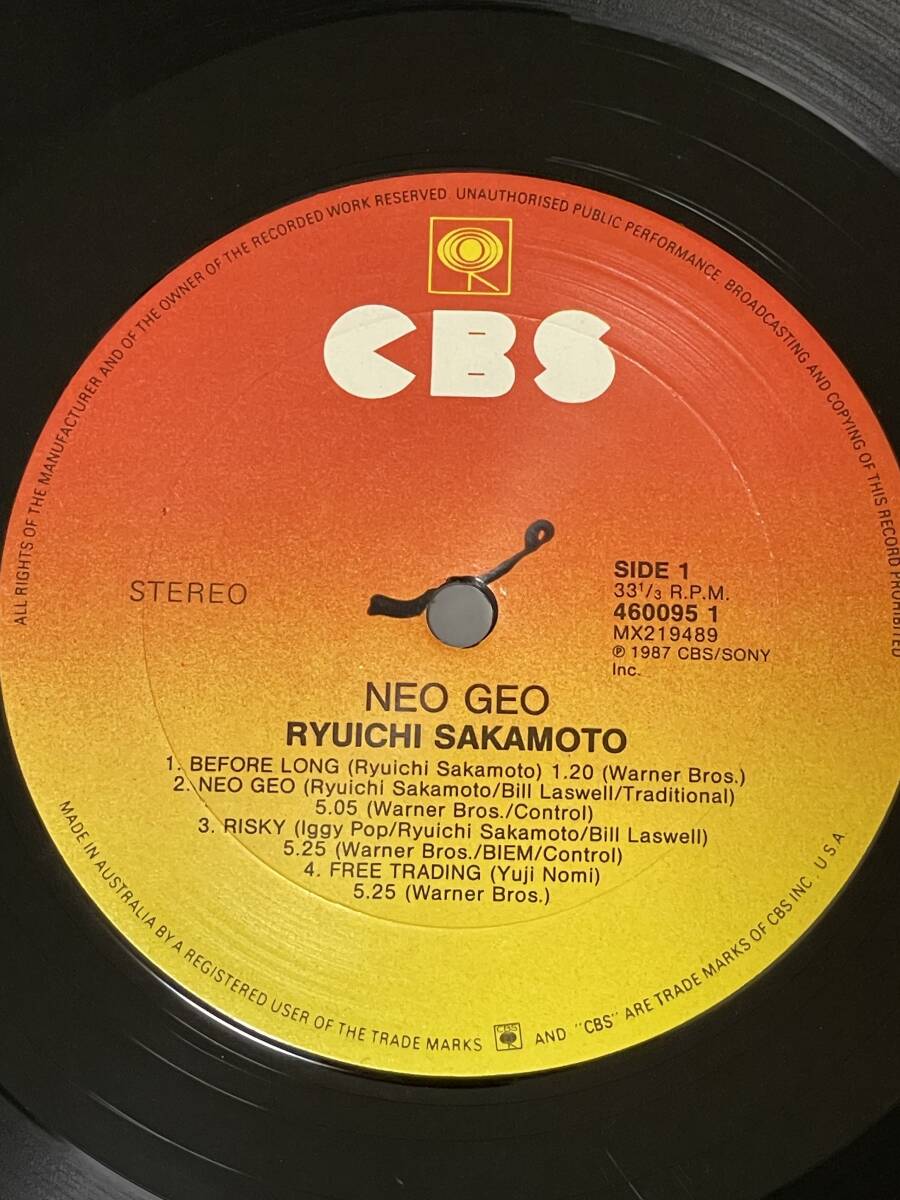 ALL RIGHTS OF THE MANUFACTURER AND OF THE OWNER OF THE RECORDED WORK RESERVED UNAUTHORISED PUBLIC PERFORMANCE BROADCASTING AND COPYING OF THIS RECORD PROHIBITED
CBS
STEREO
SIDE 1
33 1/3 R.P.M.
460095 1
MX219489
℗ 1987 CBS/SONY
Inc.
NEO GEO
RYUICHI SAKAMOTO
1. BEFORE LONG (Ryuichi Sakamoto) 1.20 (Warner Bros.)
2. NEO GEO (Ryuichi Sakamoto/Bill Laswell/Traditional)
5.05 (Warner Bros./Control)
3. RISKY (Iggy Pop/Ryuichi Sakamoto/Bill Laswell)
5.25 (Warner Bros./BIEM/Control)
4. FREE TRADING (Yuji Nomi)
5.25 (Warner Bros.)
MADE IN AUSTRALIA BY A REGISTERED USER OF THE TRADE MARKS CBS AND "CBS" ARE TRADE MARKS OF CBS INC. U.S.A.